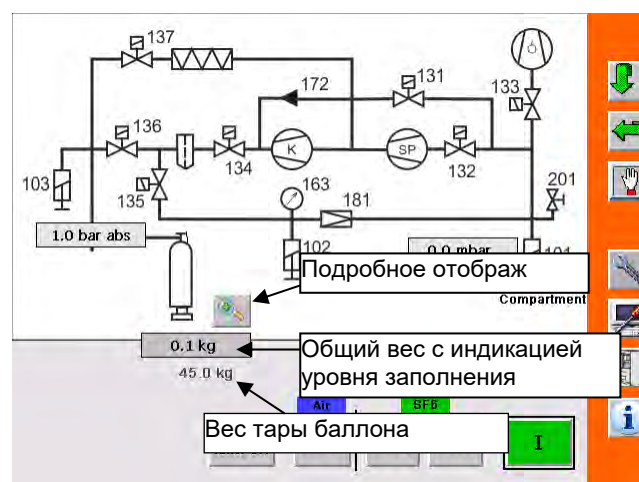 137
172
131
133
136
134
K
SP
132
103
135
163
181
201
1.0 bar abs
102
0.0 mbar
101
Подробное отображ
Compartment
0.1 kg
Общий вес с индикацией
уровня заполнения
45.0 kg
Air
SF6
Вес тары баллона
I
i